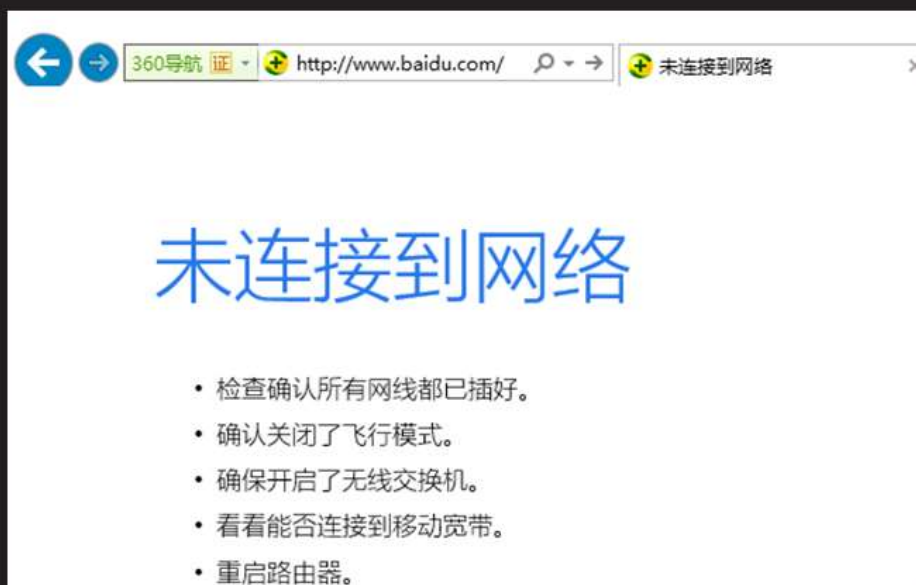 360导航 证 http://www.baidu.com/ 未连接到网络
未连接到网络
• 检查确认所有网线都已插好。
• 确认关闭了飞行模式。
• 确保开启了无线交换机。
• 看看能否连接到移动宽带。
• 重启路由器。